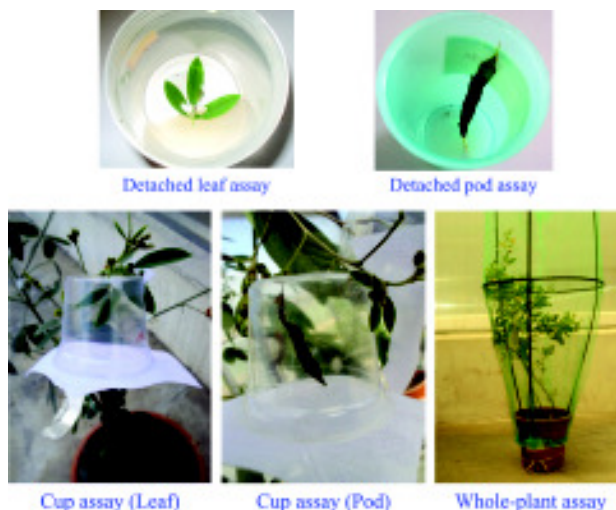 Detached leaf assay
Detached pod assay
Cup assay (Leaf)
Cup assay (Pod)
Whole-plant assay